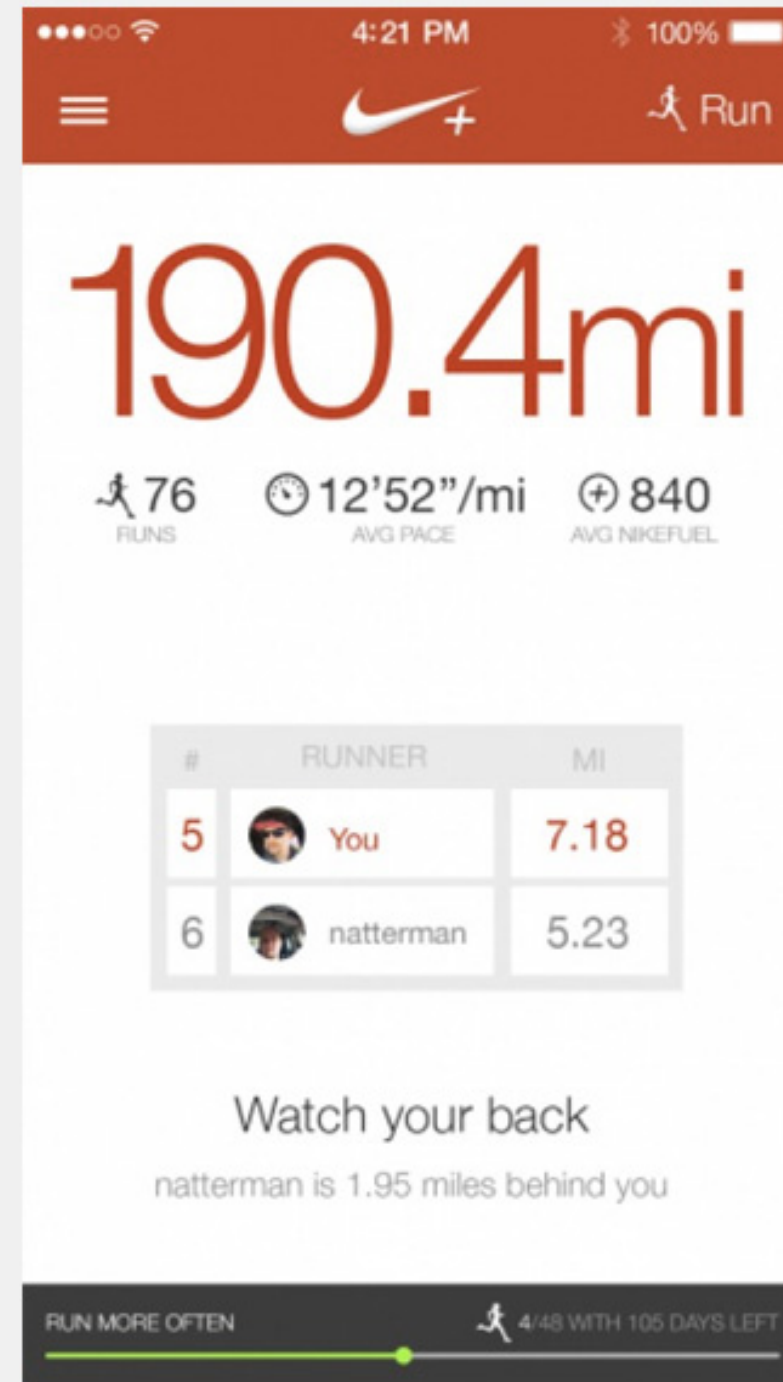 4:21 PM 100%
+ Run
190.4mi
76 12’52”/mi 840
RUNS AVG PACE AVG NIKEFUEL
# RUNNER MI
5 You 7.18
6 natterman 5.23
Watch your back
natterman is 1.95 miles behind you
RUN MORE OFTEN 4/48 WITH 105 DAYS LEFT